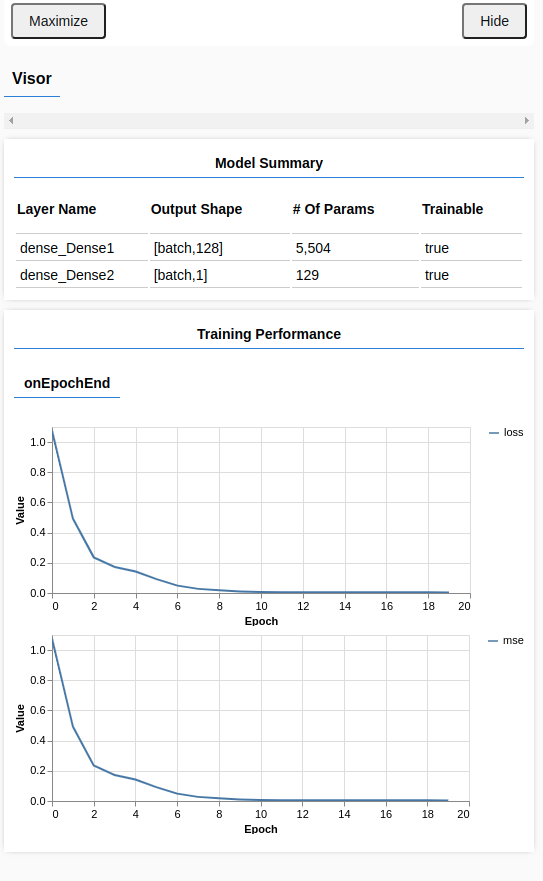 Maximize Hide
Visor
Model Summary
Layer Name Output Shape # Of Params Trainable
dense_Dense1 [batch,128] 5,504 true
dense_Dense2 [batch,1] 129 true
Training Performance
onEpochEnd
loss
1.0
0.8
0.6
0.4
0.2
0.0
Value
0 2 4 6 8 10 12 14 16 18 20
Epoch
mse
1.0
0.8
0.6
0.4
0.2
0.0
Value
0 2 4 6 8 10 12 14 16 18 20
Epoch